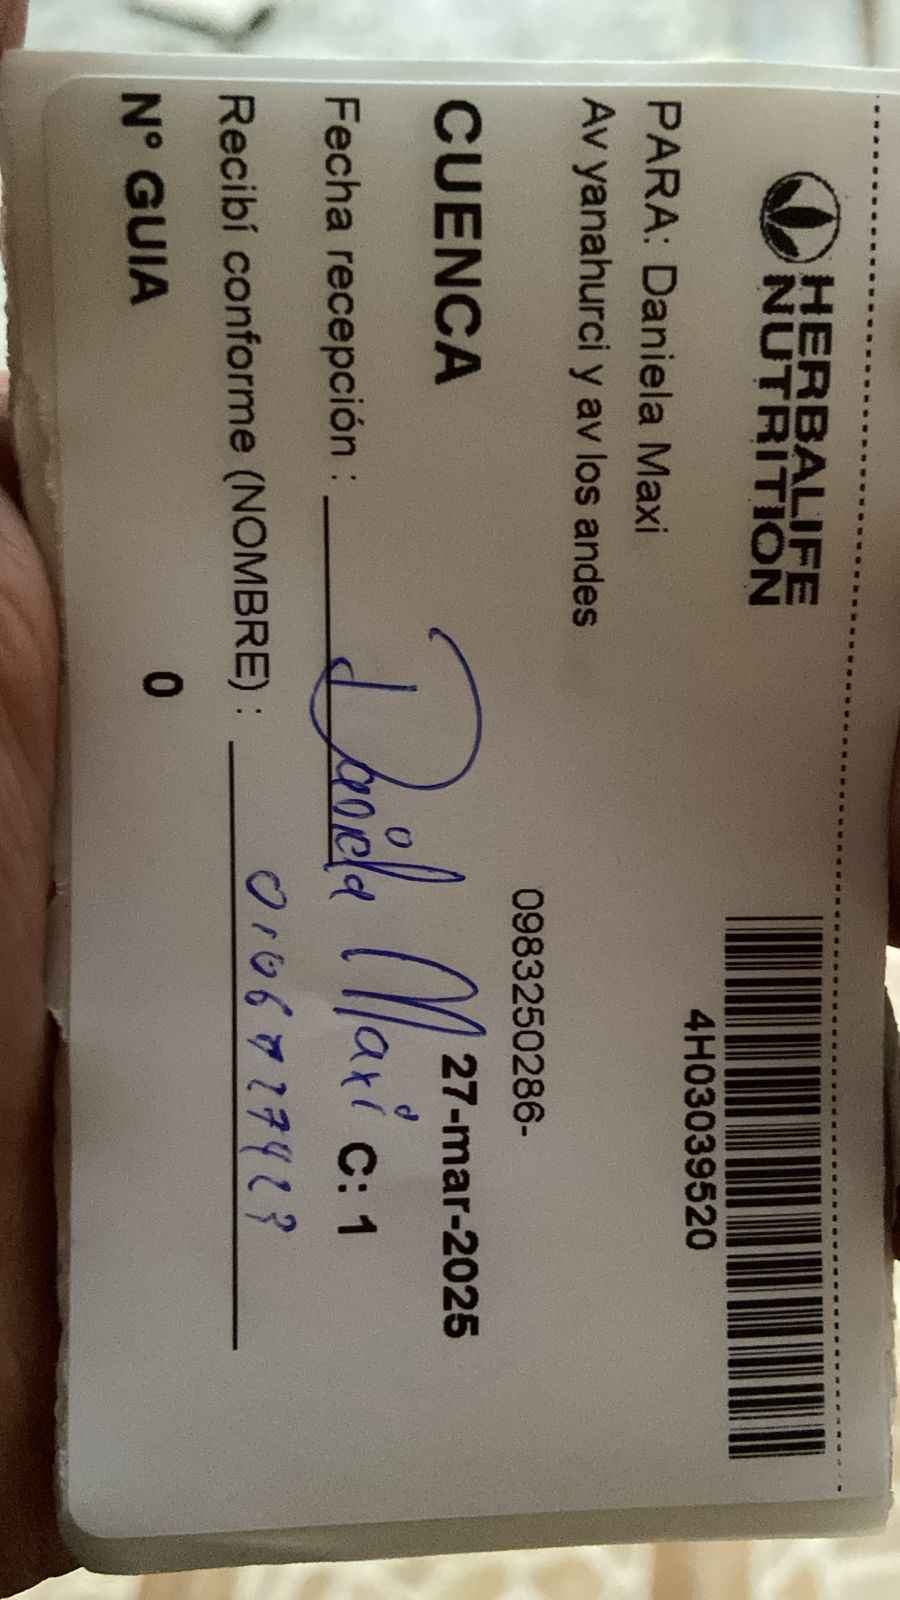 HERBALIFE
NUTRITION
4H03039520
PARA: Daniela Maxi
Av yanahurci y av los andes
0983250286-
CUENCA
27-mar-2025
Fecha recepción : Daniela Maxi C: 1
Recibí conforme (NOMBRE) :
N° GUIA 0